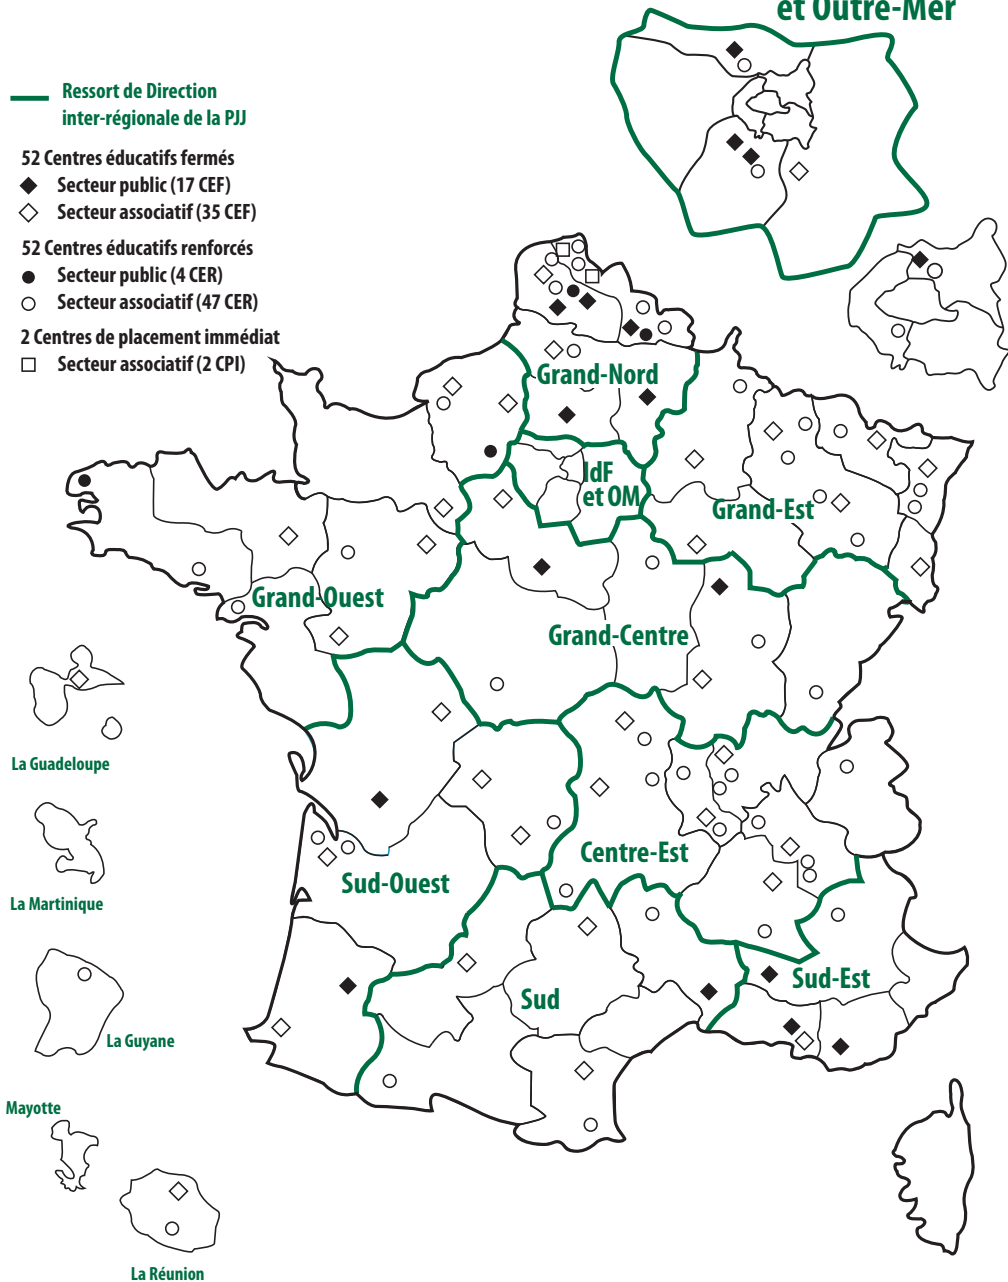 et Outre-Mer
Ressort de Direction
inter-régionale de la PJJ
52 Centres éducatifs fermés
Secteur public (17 CEF)
Secteur associatif (35 CEF)
52 Centres éducatifs renforcés
Secteur public (4 CER)
Secteur associatif (47 CER)
2 Centres de placement immédiat
Secteur associatif (2 CPI)
Grand-Nord
IdF
et OM
Grand-Est
Grand-Ouest
Grand-Centre
La Guadeloupe
Centre-Est
Sud-Ouest
La Martinique
Sud-Est
Sud
La Guyane
Mayotte
La Réunion